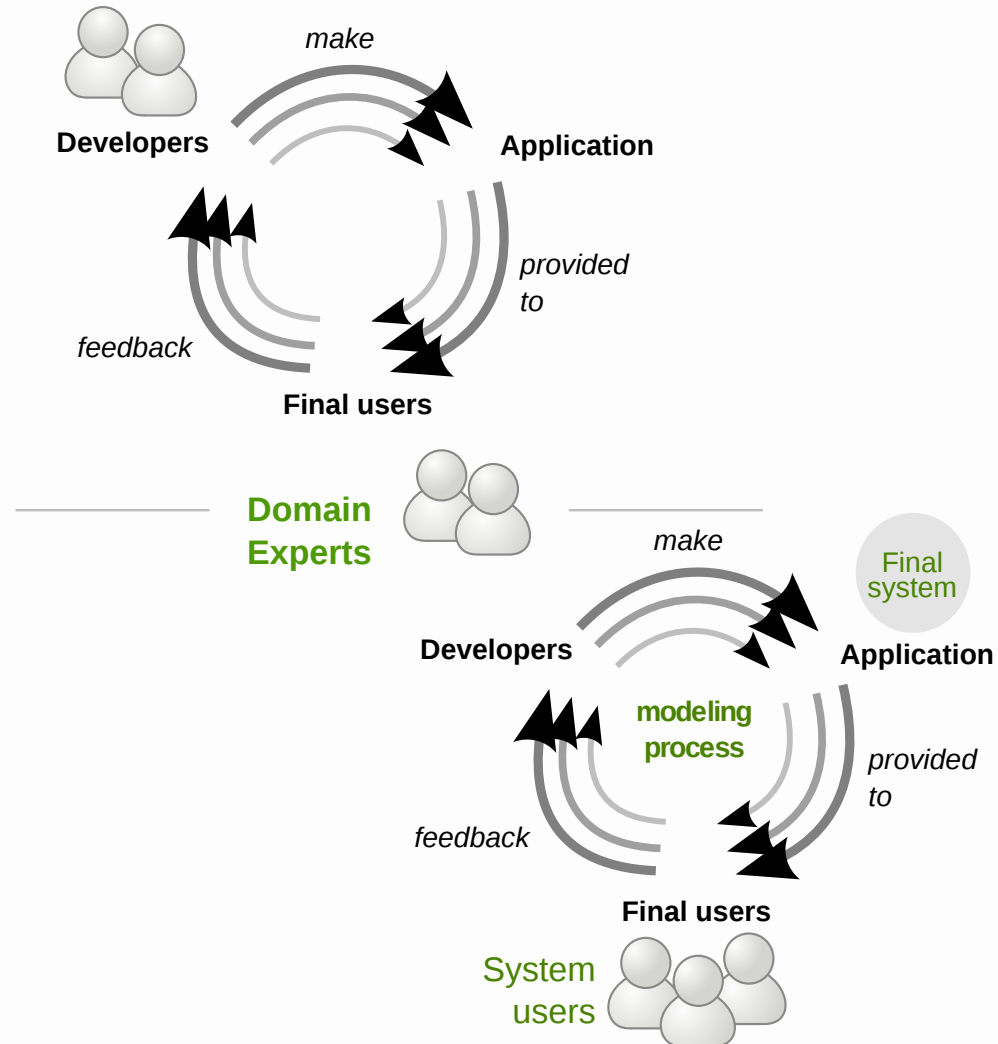 make
Developers
Application
provided
to
feedback
Final users
Domain
Experts
make
Final
system
Developers
Application
modeling
process
provided
to
feedback
Final users
System
users